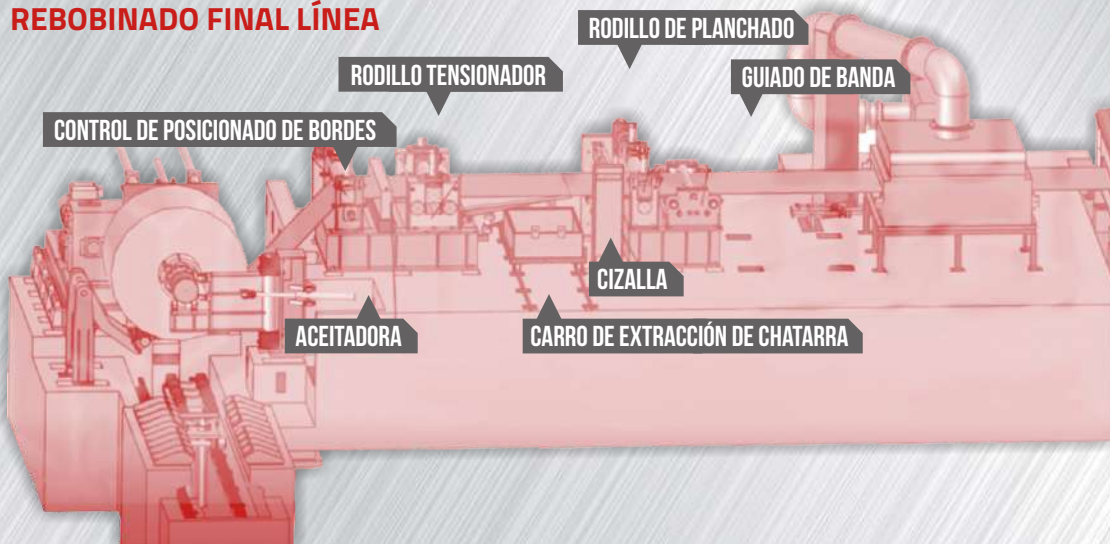 REBOBINADO FINAL LÍNEA
RODILLO DE PLANCHADO
RODILLO TENSIONADOR
GUIADO DE BANDA
CONTROL DE POSICIONADO DE BORDES
CIZALLA
ACEITADORA
CARRO DE EXTRACCIÓN DE CHATARRA